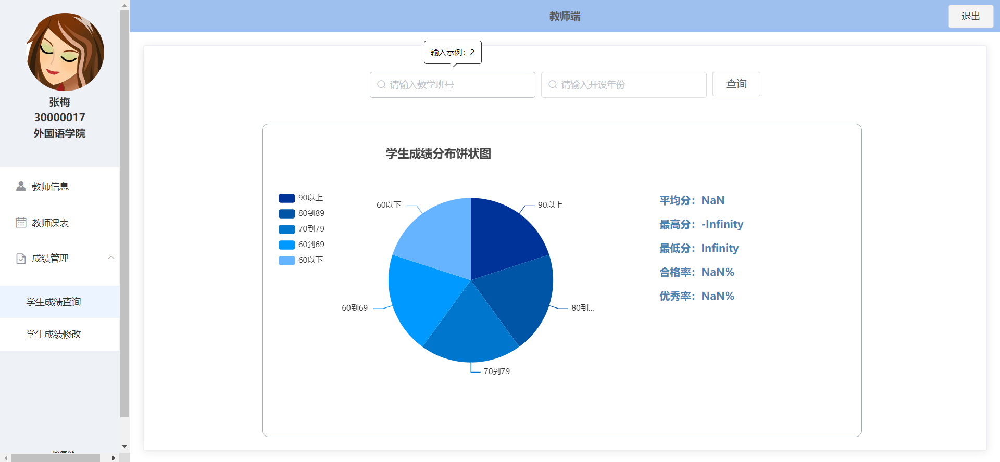 教师端
退出
张梅
30000017
外国语学院
教师信息
教师课表
成绩管理
学生成绩查询
学生成绩修改
输入示例：2
请输入教学班号
请输入开设年份
查询
学生成绩分布饼状图
90以上
80到89
70到79
60到69
60以下
60以下
90以上
60到69
80到...
70到79
平均分：NaN
最高分：-Infinity
最低分：Infinity
合格率：NaN%
优秀率：NaN%